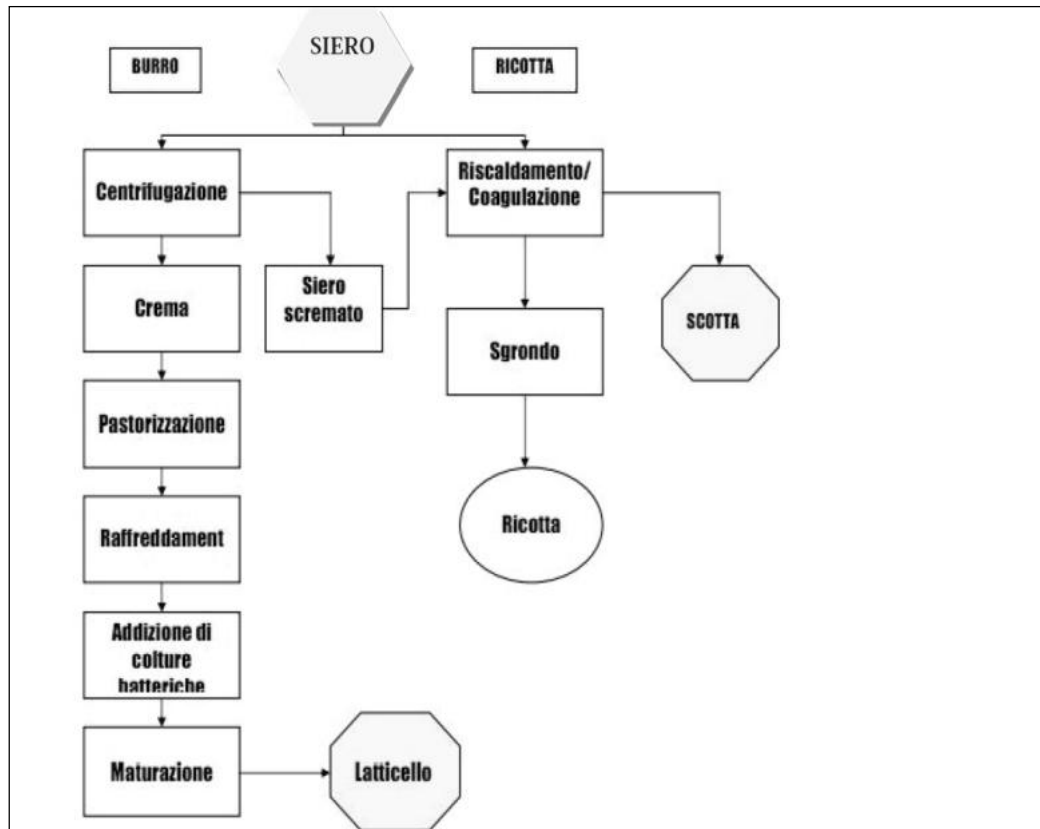 SIERO
BURRO
RICOTTA
Centrifugazione
Riscaldamento/
Coagulazione
Siero
scremato
Crema
SCOTTA
Sgrondo
Pastorizzazione
Ricotta
Raffreddament
Addizione di
colture
batteriche
Maturazione
Latticello